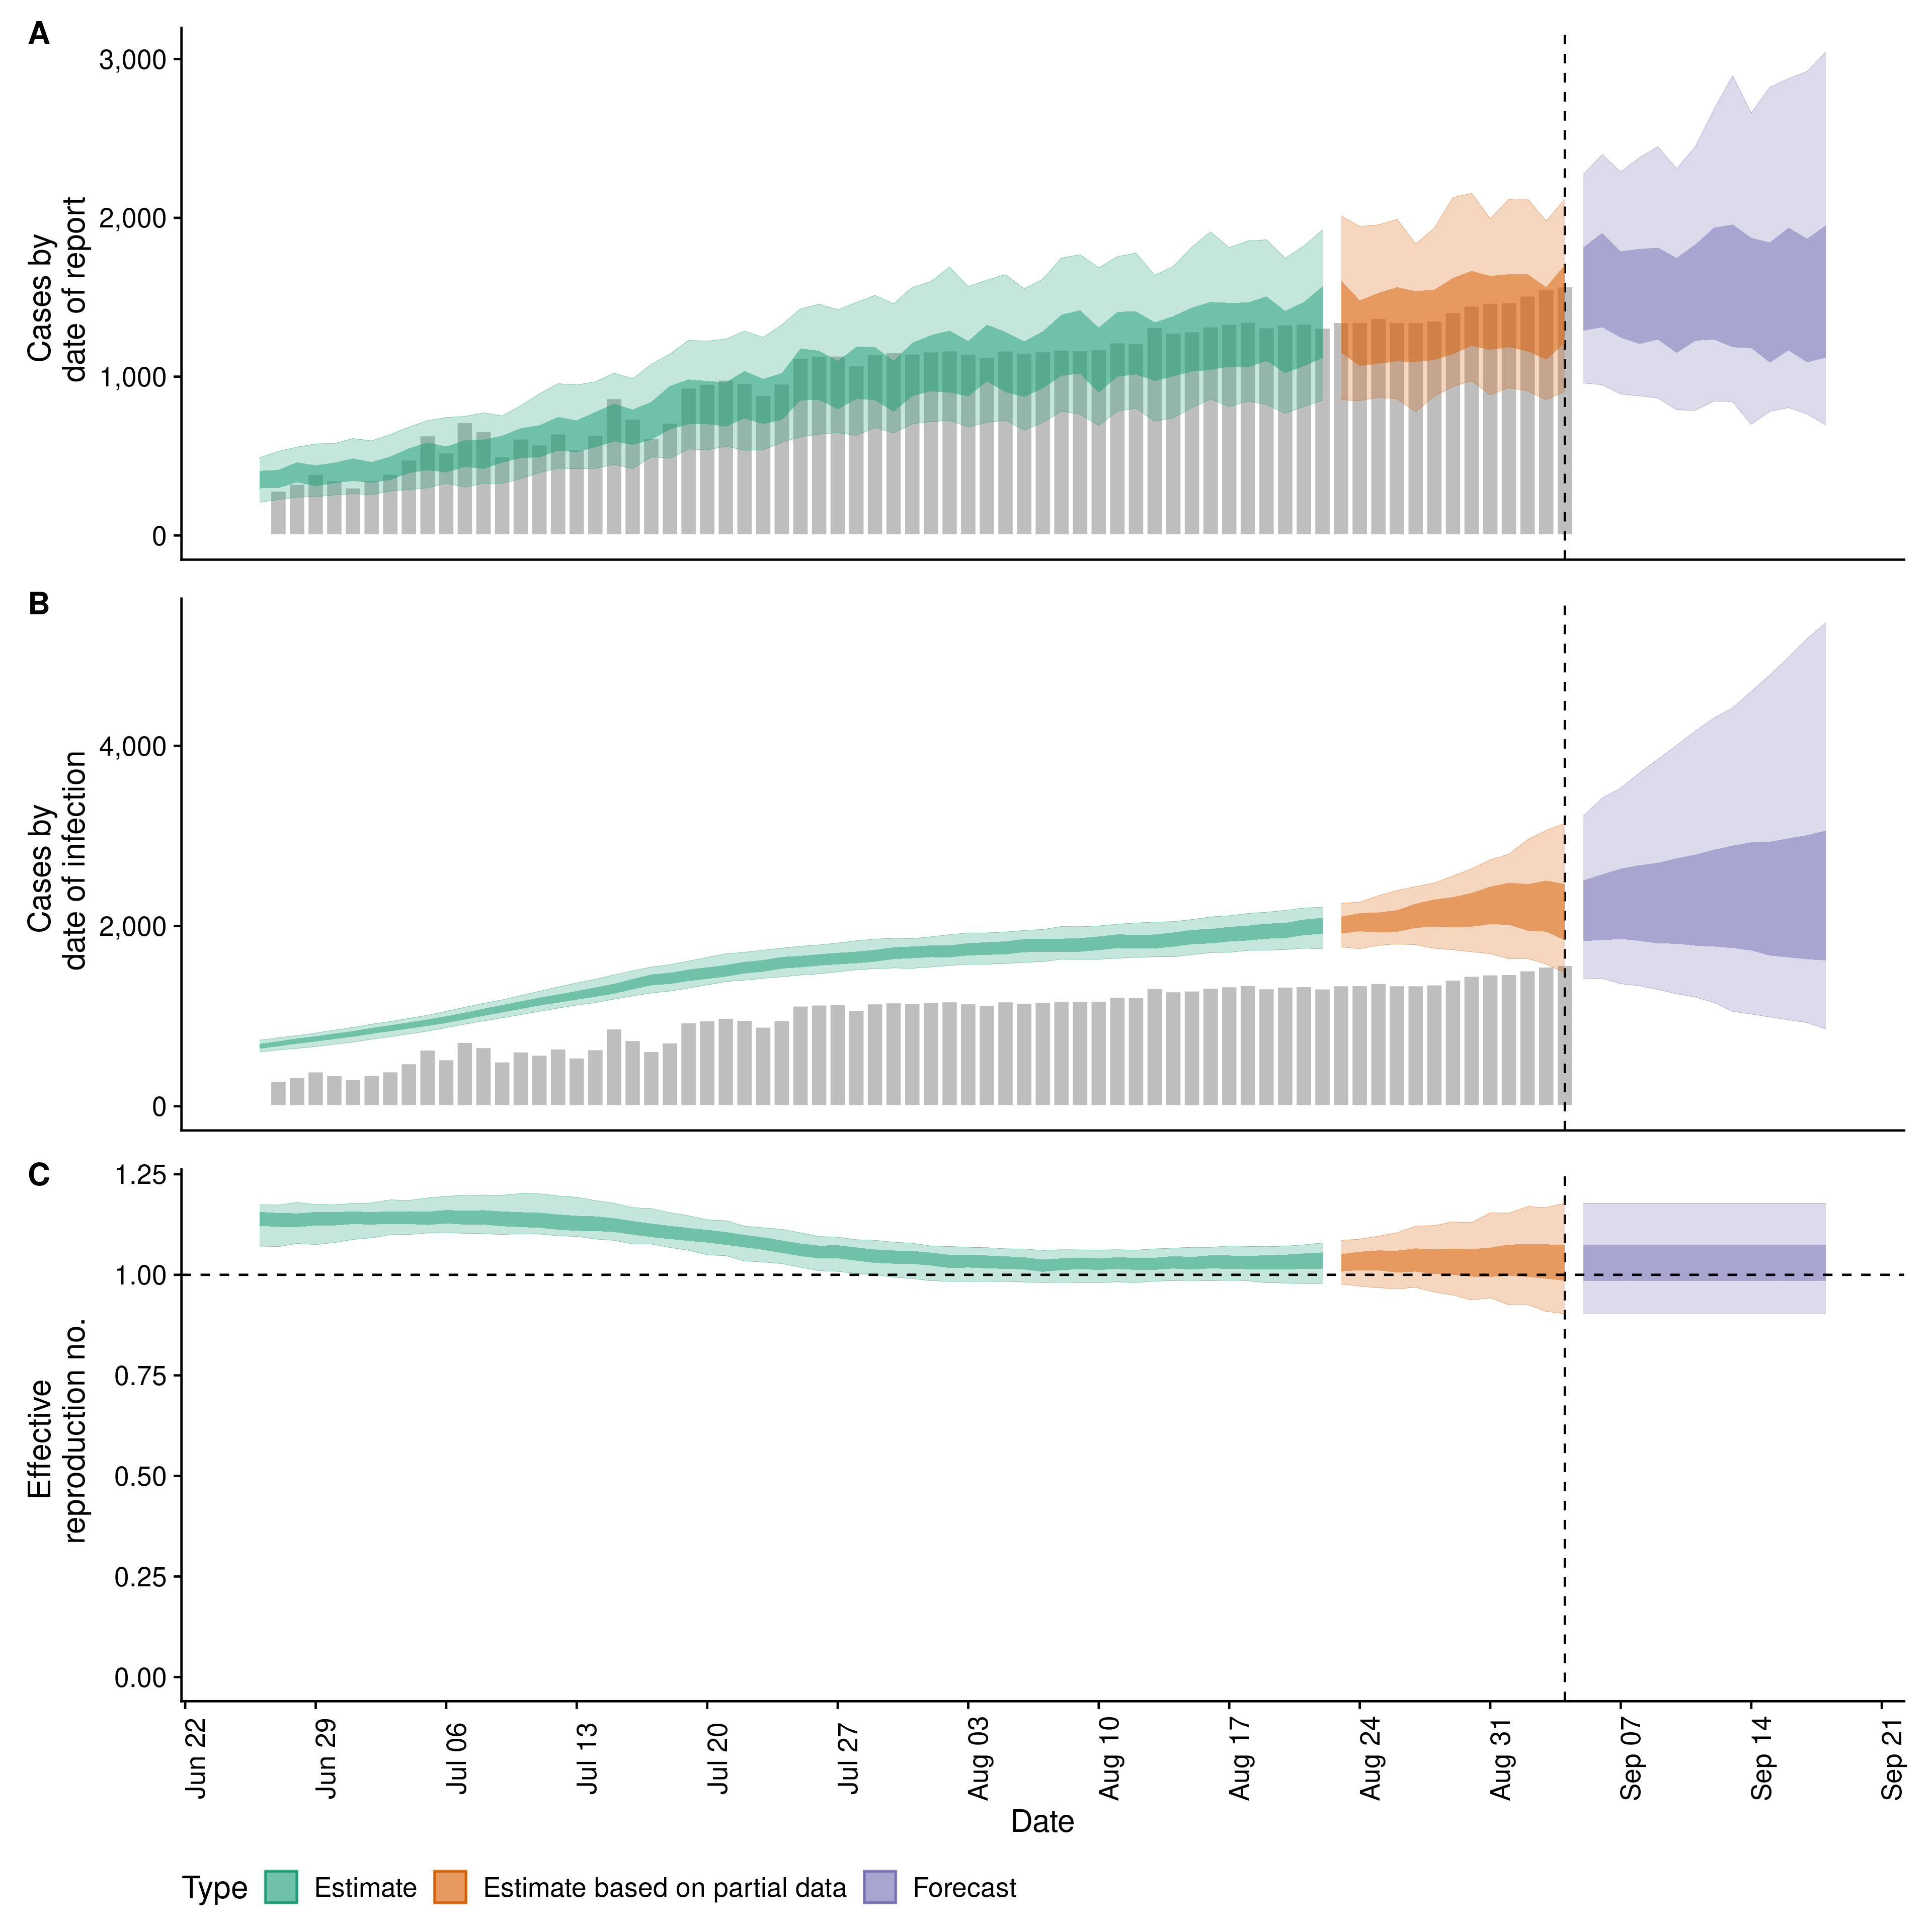 A
Cases by
date of report
3,000
2,000
1,000
0
B
Cases by
date of infection
4,000
2,000
0
C
Effective
reproduction no.
1.25
1.00
0.75
0.50
0.25
0.00
Jun 22
Jun 29
Jul 06
Jul 13
Jul 20
Jul 27
Aug 03
Aug 10
Aug 17
Aug 24
Aug 31
Sep 07
Sep 14
Sep 21
Date
Type Estimate Estimate based on partial data Forecast